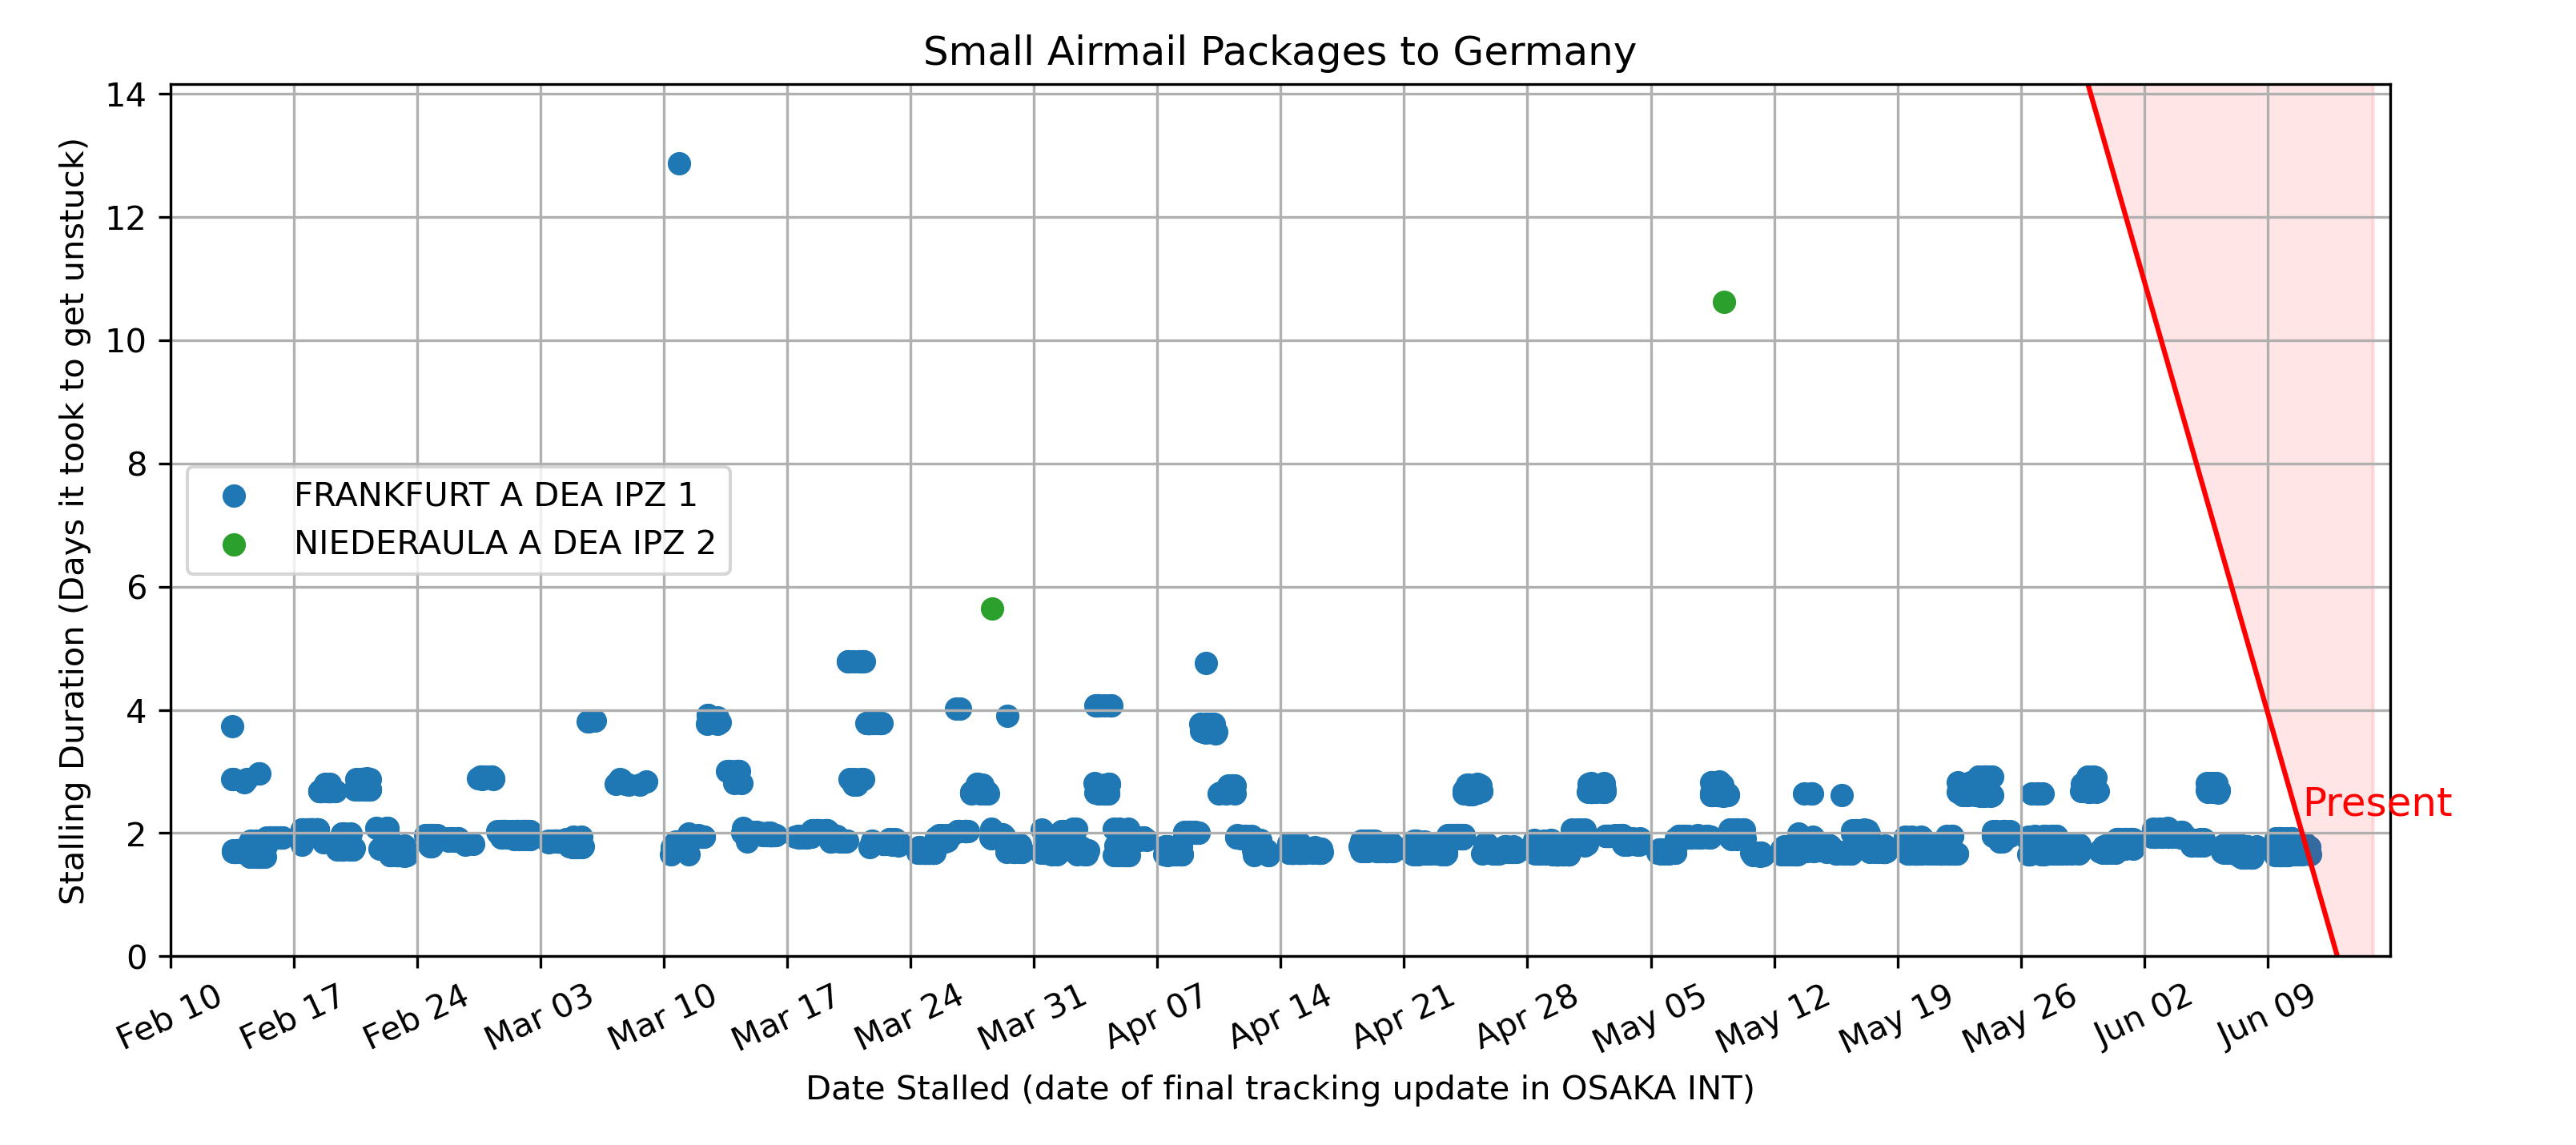 Small Airmail Packages to Germany
Stalling Duration (Days it took to get unstuck)
14
12
10
8
6
4
2
0
FRANKFURT A DEA IPZ 1
NIEDERAULA A DEA IPZ 2
Present
Feb 10
Feb 17
Feb 24
Mar 03
Mar 10
Mar 17
Mar 24
Mar 31
Apr 07
Apr 14
Apr 21
Apr 28
May 05
May 12
May 19
May 26
Jun 02
Jun 09
Date Stalled (date of final tracking update in OSAKA INT)